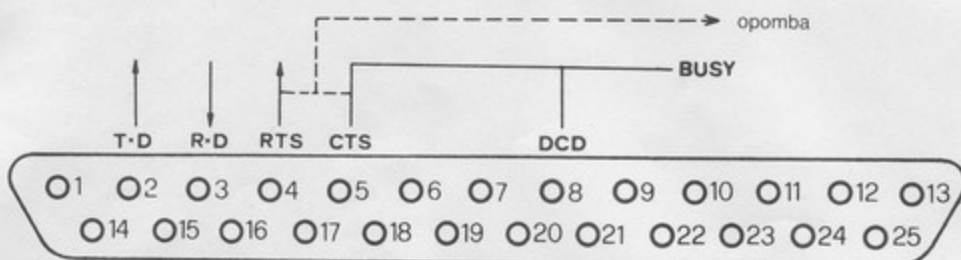 opomba
BUSY
T·D R·D RTS CTS DCD
1 2 3 4 5 6 7 8 9 10 11 12 13
14 15 16 17 18 19 20 21 22 23 24 25